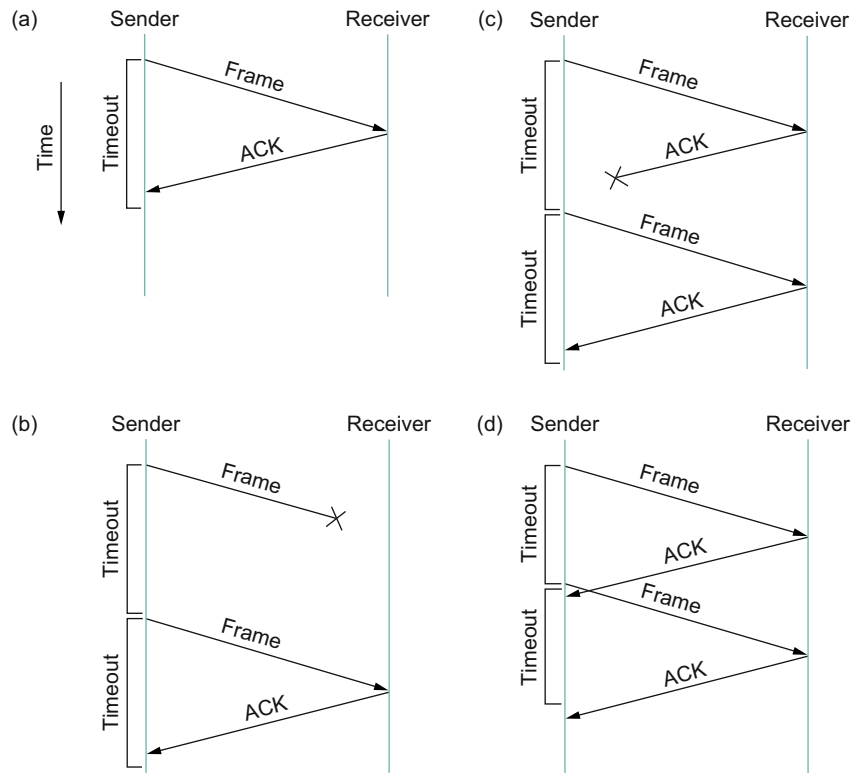 (a)
Sender
Receiver
Time
Timeout
Frame
ACK
(c)
Sender
Receiver
Timeout
Frame
ACK
Timeout
Frame
ACK
(b)
Sender
Receiver
Timeout
Frame
Timeout
Frame
ACK
(d)
Sender
Receiver
Timeout
Frame
ACK
Timeout
Frame
ACK